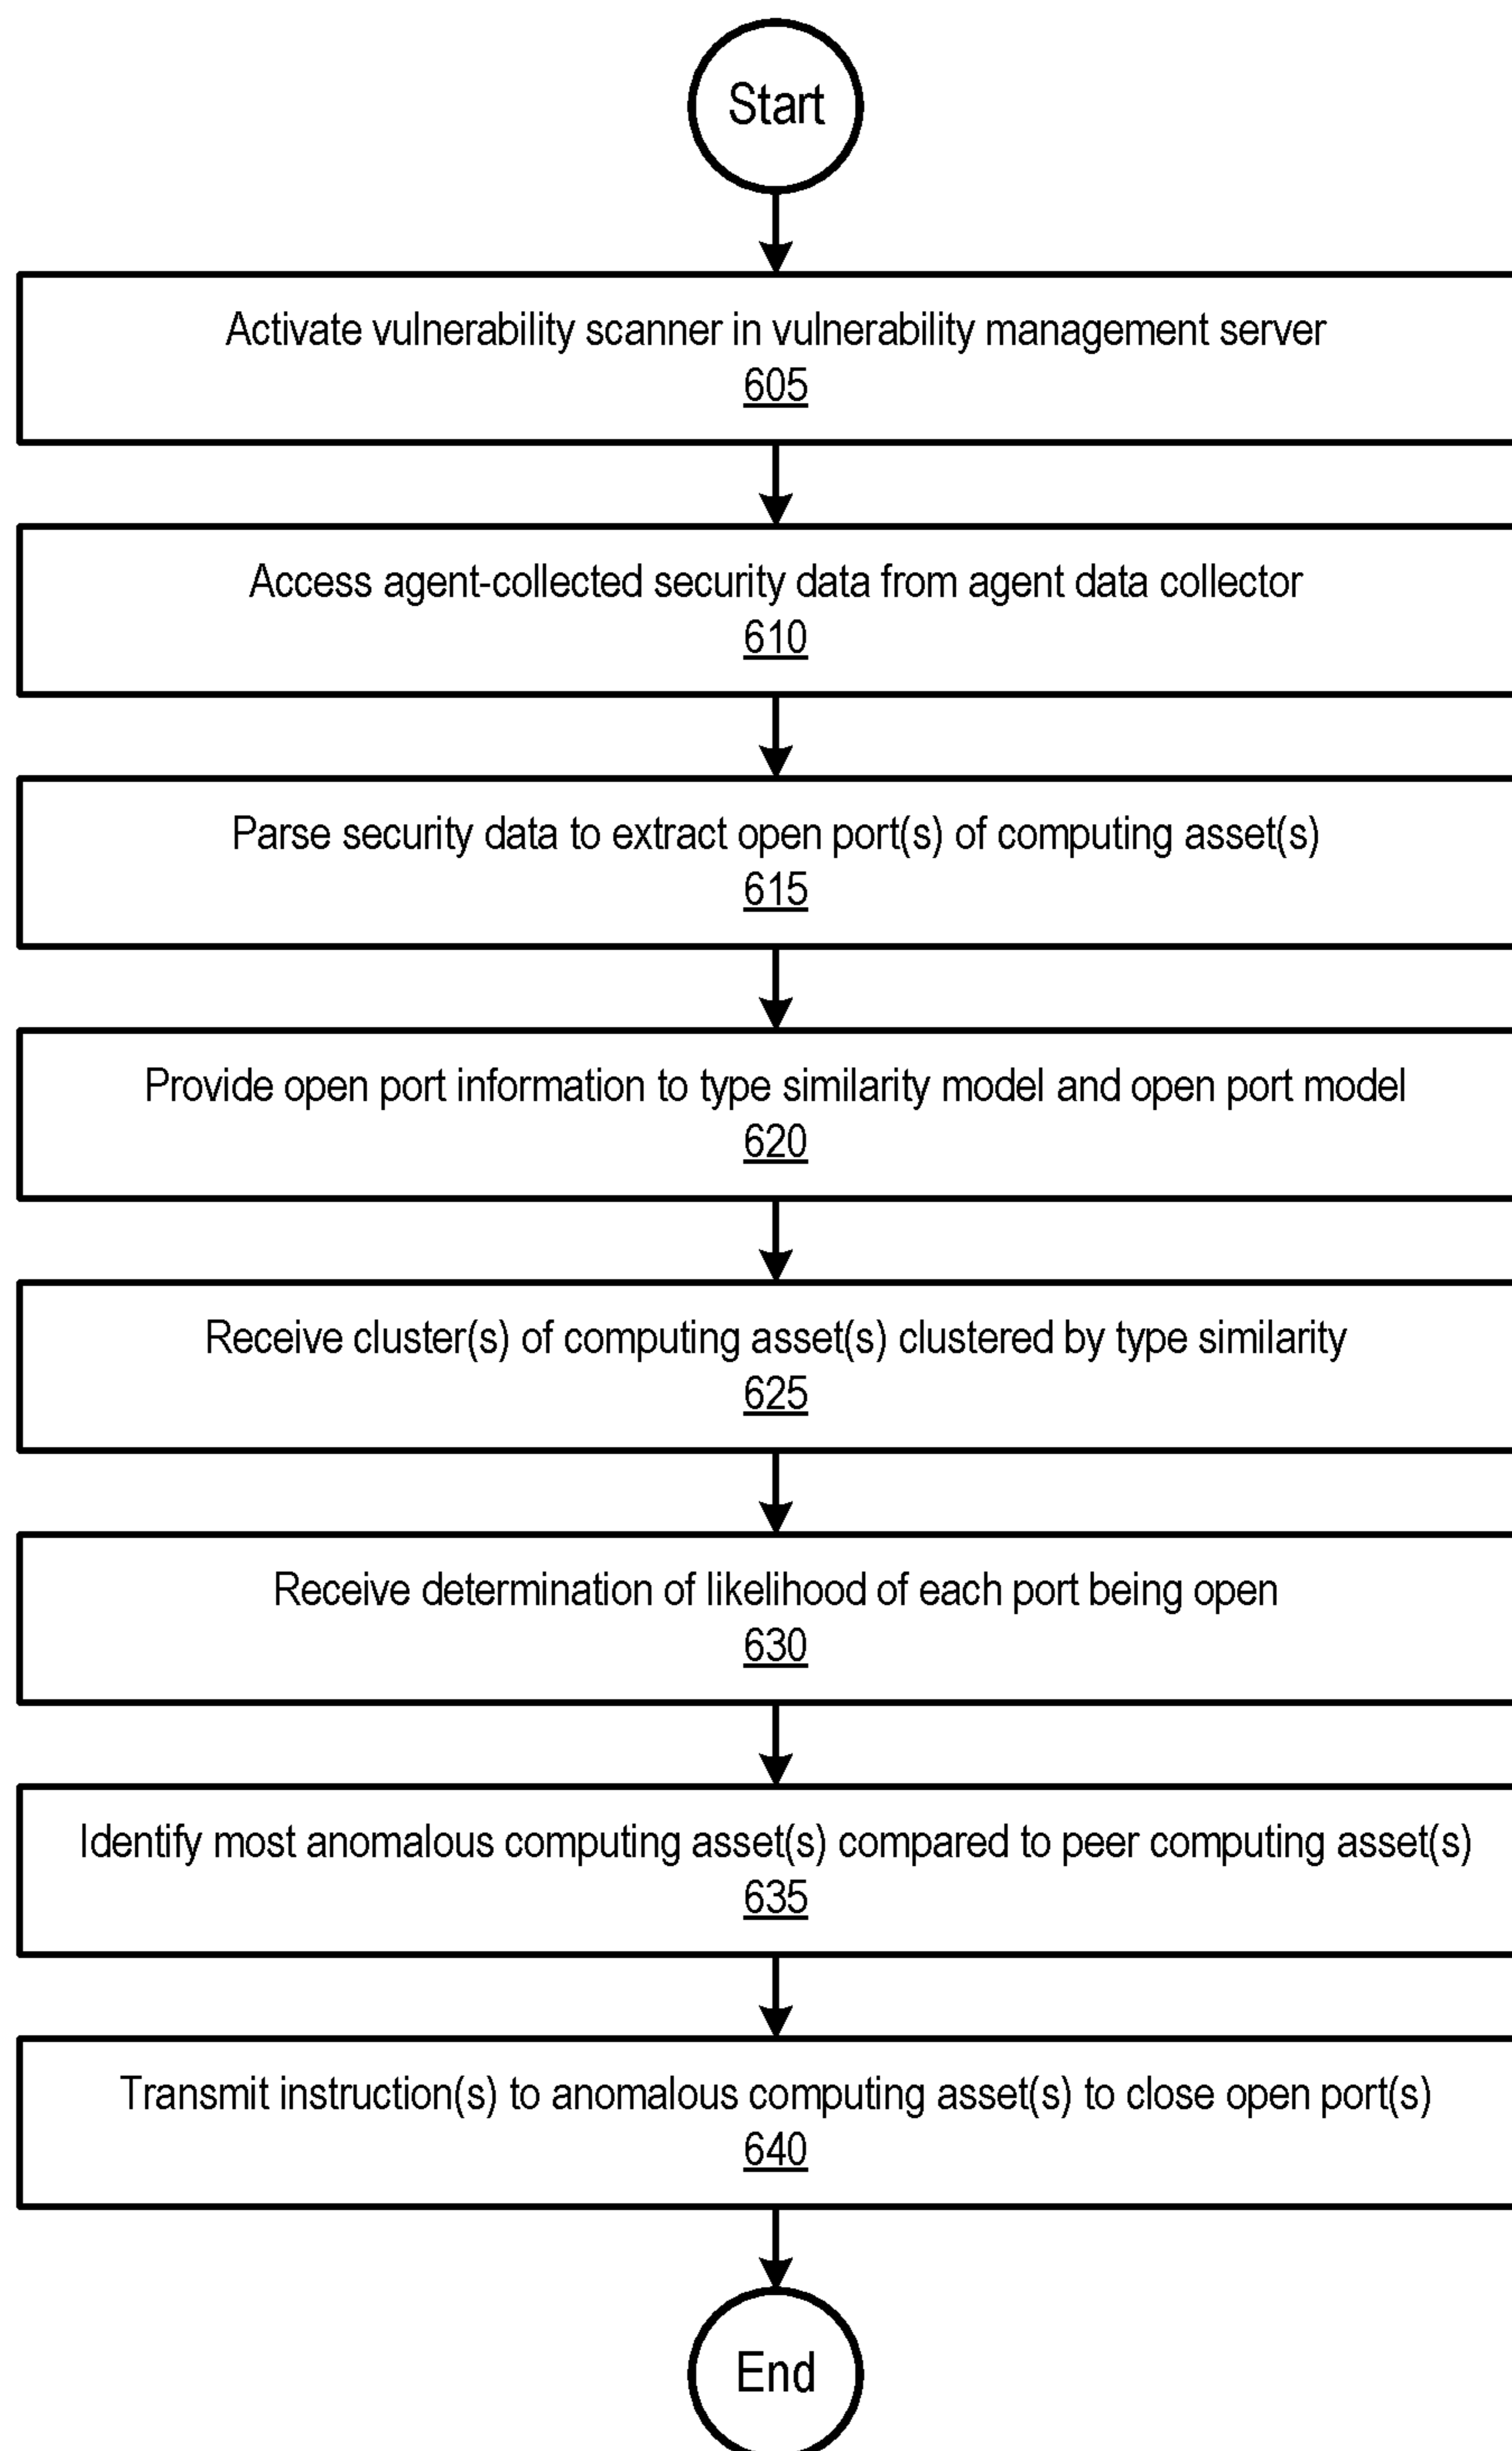 Start
Activate vulnerability scanner in vulnerability management server
605
Access agent-collected security data from agent data collector
610
Parse security data to extract open port(s) of computing asset(s)
615
Provide open port information to type similarity model and open port model
620
Receive cluster(s) of computing asset(s) clustered by type similarity
625
Receive determination of likelihood of each port being open
630
Identify most anomalous computing asset(s) compared to peer computing asset(s)
635
Transmit instruction(s) to anomalous computing asset(s) to close open port(s)
640
End